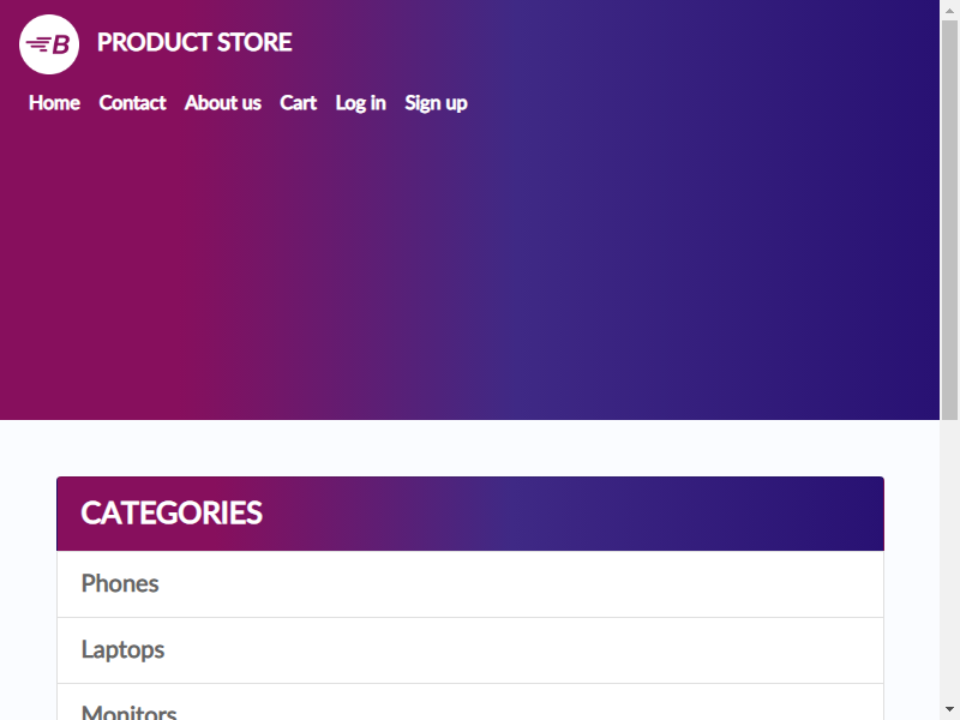 B PRODUCT STORE
Home Contact About us Cart Log in Sign up
CATEGORIES
Phones
Laptops
Monitors